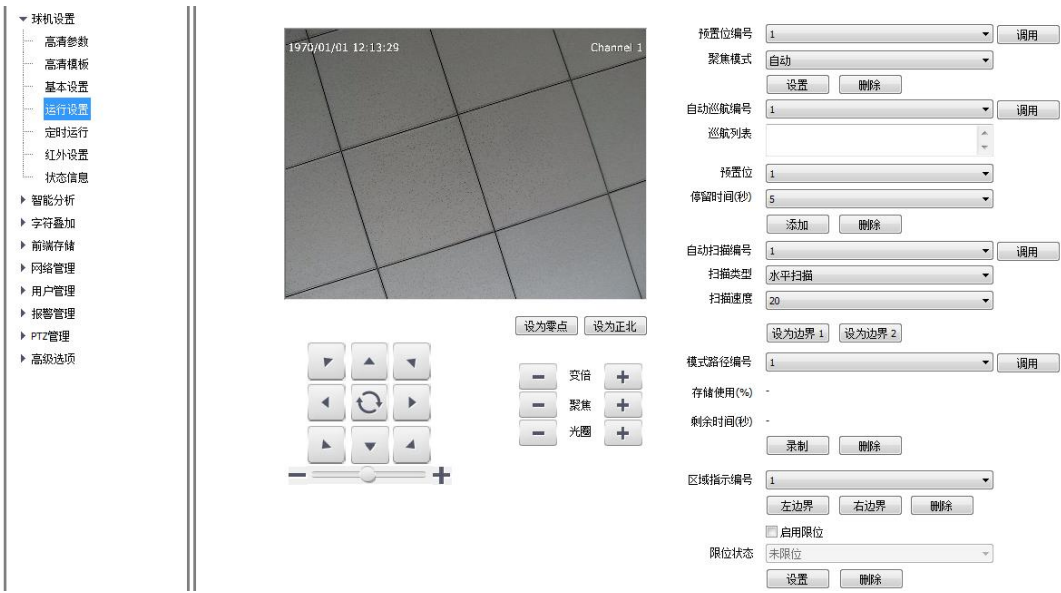 球机设置
高清参数
高清模板
基本设置
运行设置
定时运行
红外设置
状态信息
智能分析
字符叠加
前端存储
网络管理
用户管理
报警管理
PTZ管理
高级选项
1970/01/01 12:13:29 Channel 1
设为零点 设为正北
变倍
聚焦
光圈
预置位编号 1 调用
聚焦模式 自动
设置 删除
自动巡航编号 1 调用
巡航列表
预置位 1
停留时间(秒) 5
添加 删除
自动扫描编号 1 调用
扫描类型 水平扫描
扫描速度 20
设为边界 1 设为边界 2
模式路径编号 1 调用
存储使用(%) -
剩余时间(秒) -
录制 删除
区域指示编号 1
左边界 右边界 删除
启用限位
限位状态 未限位
设置 删除